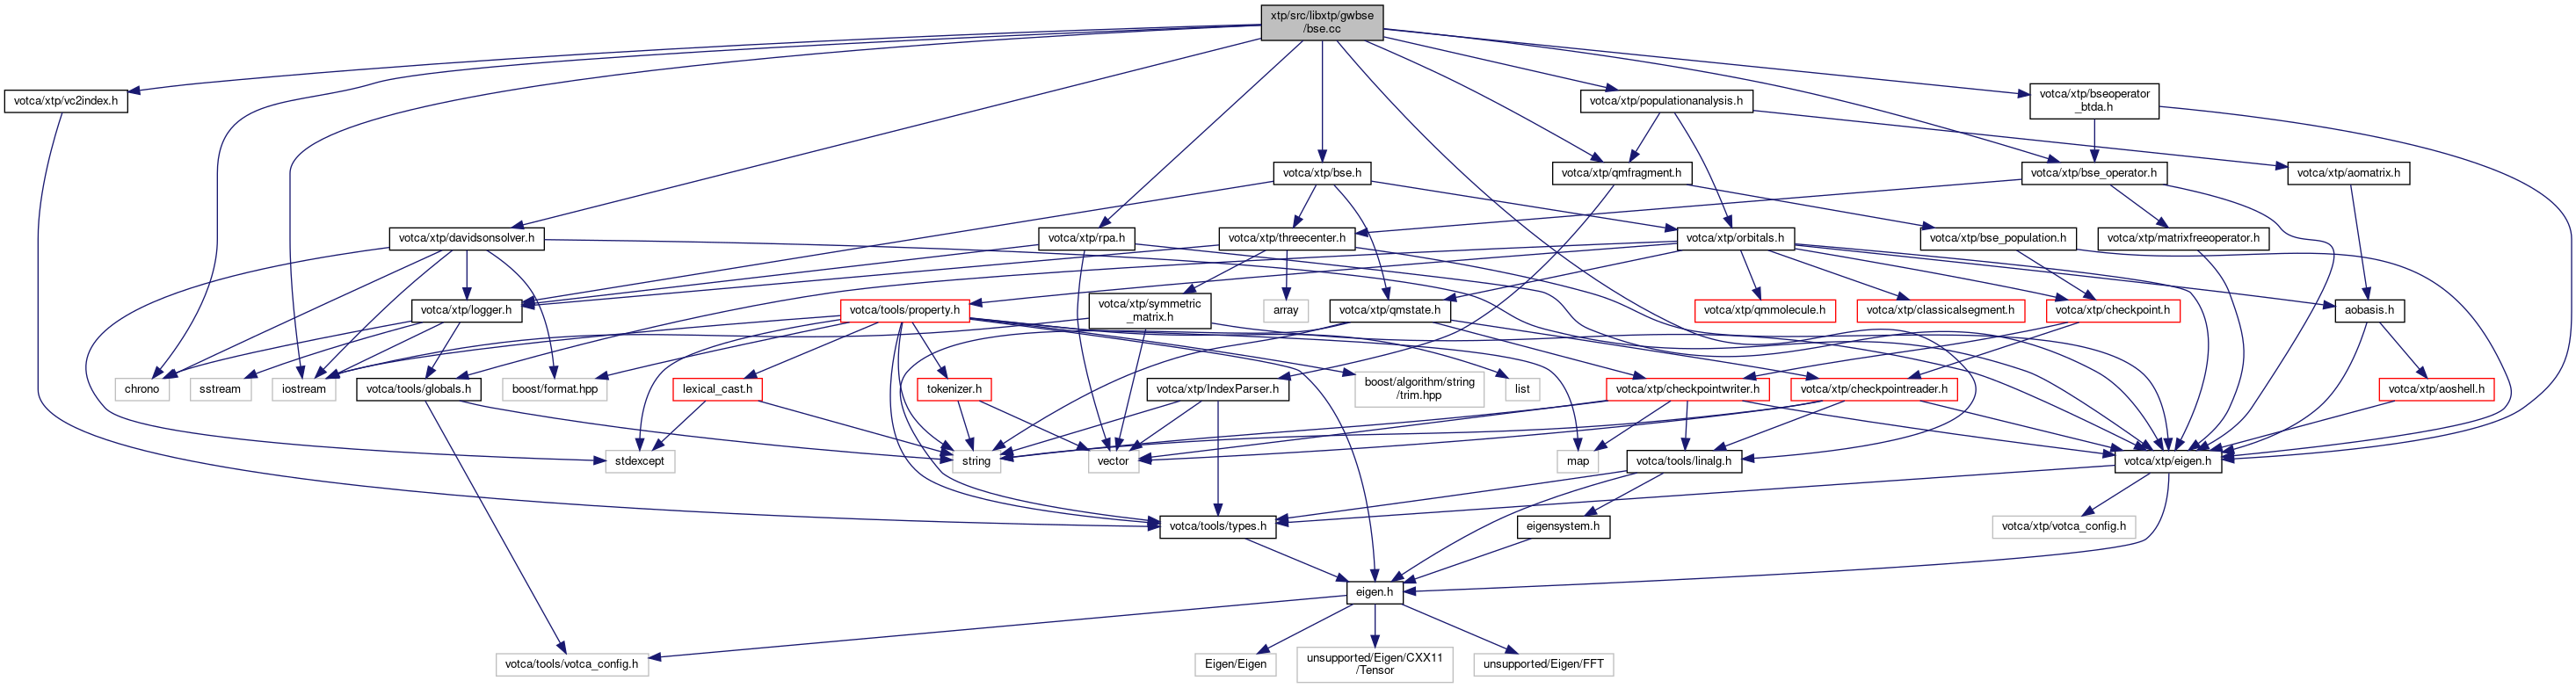 xtp/src/libxtp/gwbse
/bse.cc
votca/xtp/vc2index.h
votca/xtp/populationanalysis.h
votca/xtp/bseoperator
_btda.h
votca/xtp/bse.h
votca/xtp/qmfragment.h
votca/xtp/bse_operator.h
votca/xtp/aomatrix.h
votca/xtp/davidsonsolver.h
votca/xtp/rpa.h
votca/xtp/threecenter.h
votca/xtp/orbitals.h
votca/xtp/bse_population.h
votca/xtp/matrixfreeoperator.h
votca/xtp/logger.h
votca/tools/property.h
votca/xtp/symmetric
_matrix.h
array
votca/xtp/qmstate.h
votca/xtp/qmmolecule.h
votca/xtp/classicalsegment.h
votca/xtp/checkpoint.h
aobasis.h
chrono
sstream
iostream
votca/tools/globals.h
boost/format.hpp
lexical_cast.h
tokenizer.h
votca/xtp/IndexParser.h
boost/algorithm/string
/trim.hpp
list
votca/xtp/checkpointwriter.h
votca/xtp/checkpointreader.h
votca/xtp/aoshell.h
stdexcept
string
vector
map
votca/tools/linalg.h
votca/xtp/eigen.h
votca/tools/types.h
eigensystem.h
votca/xtp/votca_config.h
eigen.h
votca/tools/votca_config.h
Eigen/Eigen
unsupported/Eigen/CXX11
/Tensor
unsupported/Eigen/FFT